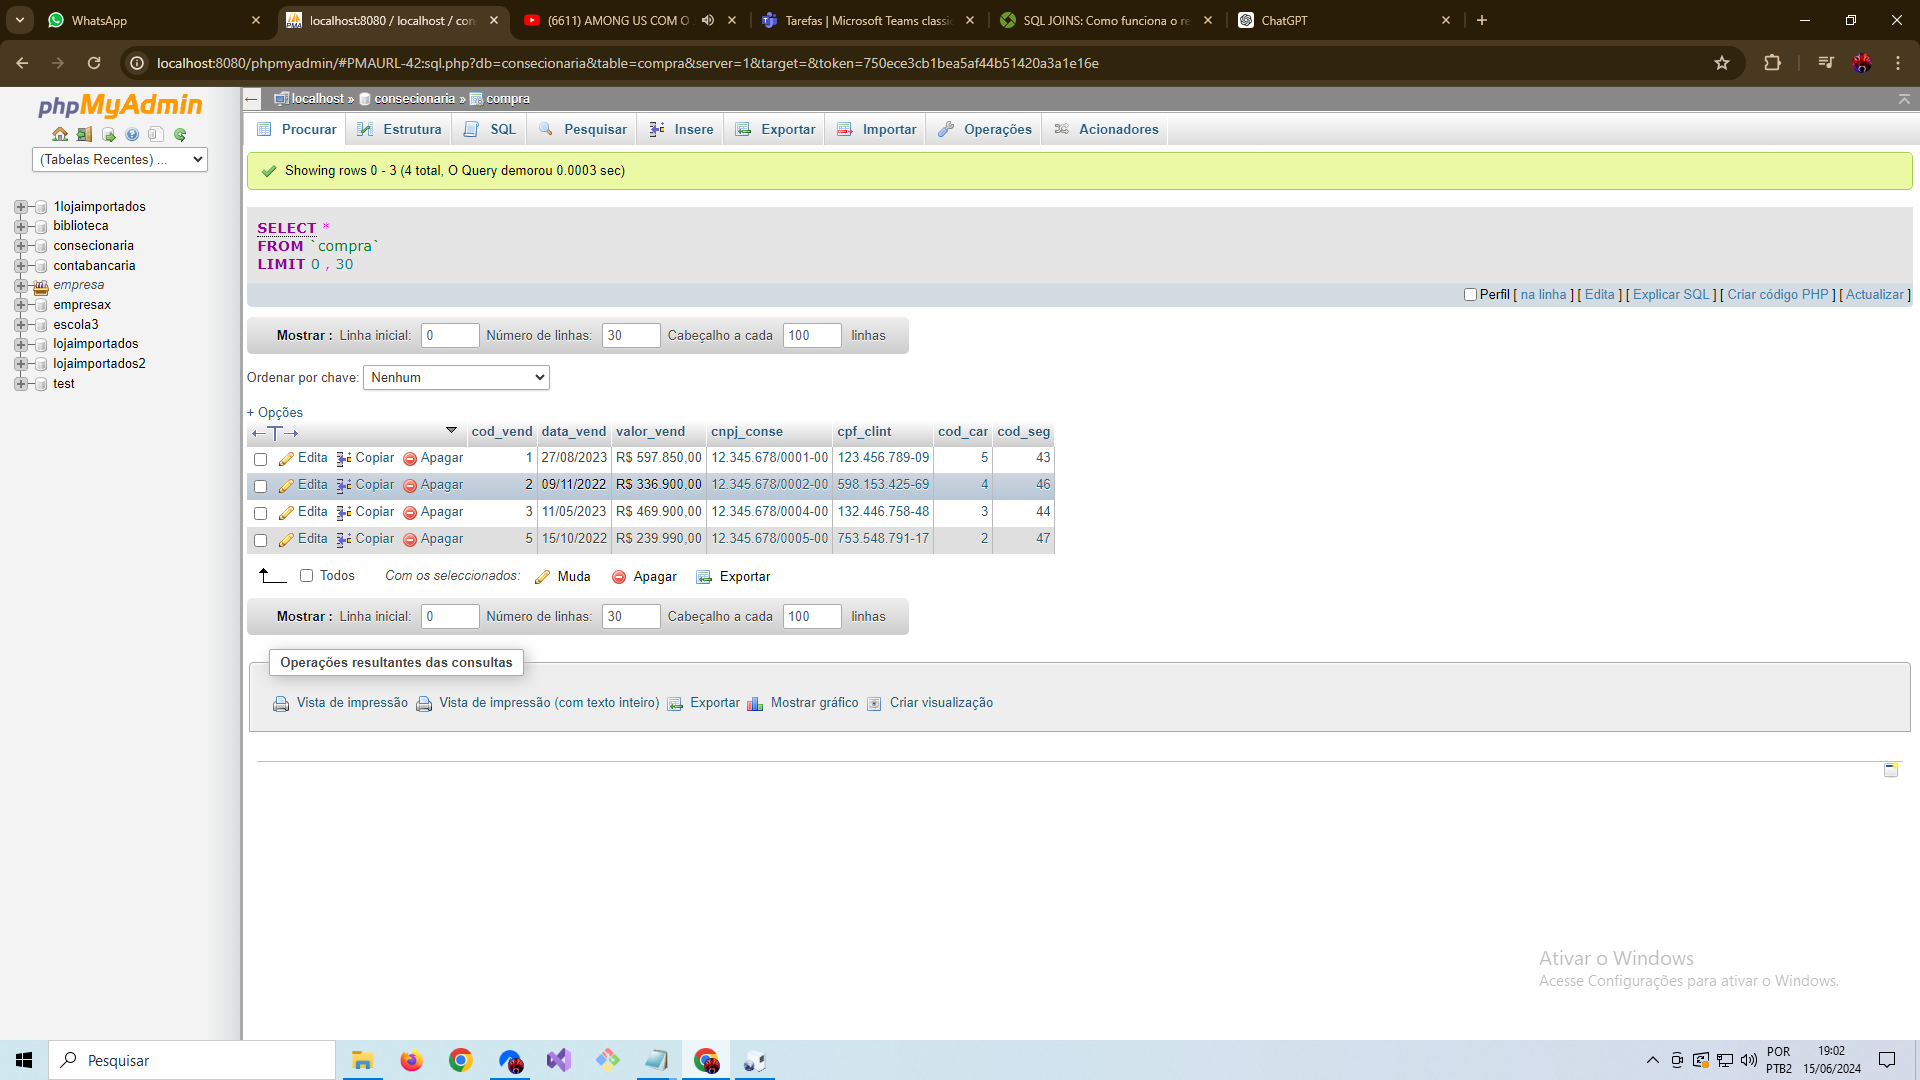 WhatsApp
localhost:8080 / localhost / con
(6611) AMONG US COM O
Tarefas | Microsoft Teams classic
SQL JOINS: Como funciona o re
ChatGPT
localhost:8080/phpmyadmin/#PMAURL-42:sql.php?db=consecionaria&table=compra&server=1&target=&token=750ece3cb1bea5af44b51420a3a1e16e
phpMyAdmin
(Tabelas Recentes) ...
1lojaimportados
biblioteca
consecionaria
contabancaria
empresa
empresax
escola3
lojaimportados
lojaimportados2
test
localhost » consecionaria » compra
Procurar Estrutura SQL Pesquisar Insere Exportar Importar Operações Acionadores
Showing rows 0 - 3 (4 total, O Query demorou 0.0003 sec)
SELECT *
FROM `compra`
LIMIT 0 , 30
Perfil [ na linha ] [ Edita ] [ Explicar SQL ] [ Criar código PHP ] [ Actualizar ]
Mostrar : Linha inicial: 0 Número de linhas: 30 Cabeçalho a cada 100 linhas
Ordenar por chave: Nenhum
+ Opções
←T→ cod_vend data_vend valor_vend cnpj_conse cpf_clint cod_car cod_seg
Edita Copiar Apagar 1 27/08/2023 R$ 597.850,00 12.345.678/0001-00 123.456.789-09 5 43
Edita Copiar Apagar 2 09/11/2022 R$ 336.900,00 12.345.678/0002-00 598.153.425-69 4 46
Edita Copiar Apagar 3 11/05/2023 R$ 469.900,00 12.345.678/0004-00 132.446.758-48 3 44
Edita Copiar Apagar 5 15/10/2022 R$ 239.990,00 12.345.678/0005-00 753.548.791-17 2 47
Todos Com os seleccionados: Muda Apagar Exportar
Mostrar : Linha inicial: 0 Número de linhas: 30 Cabeçalho a cada 100 linhas
Operações resultantes das consultas
Vista de impressão Vista de impressão (com texto inteiro) Exportar Mostrar gráfico Criar visualização
Ativar o Windows
Acesse Configurações para ativar o Windows.
Pesquisar
POR
PTB2
19:02
15/06/2024